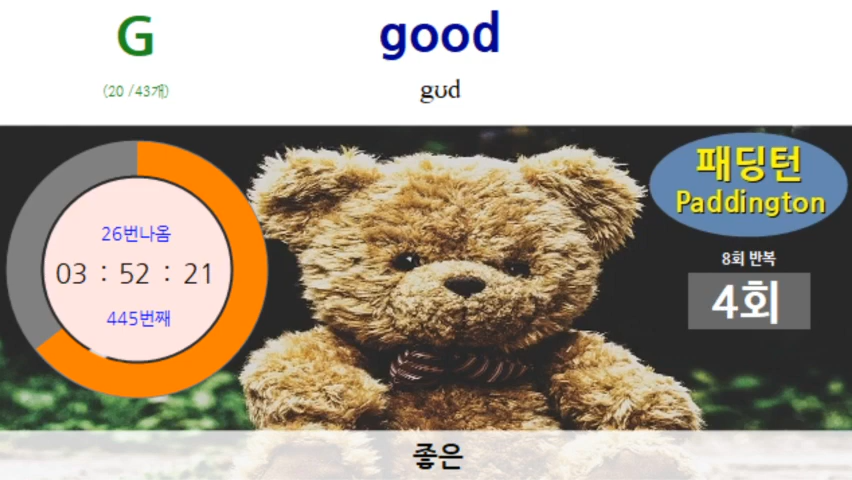 G
good
(20 /43개)
gʊd
패딩턴
Paddington
26번나옴
03 : 52 : 21
445번째
8회 반복
4회
좋은